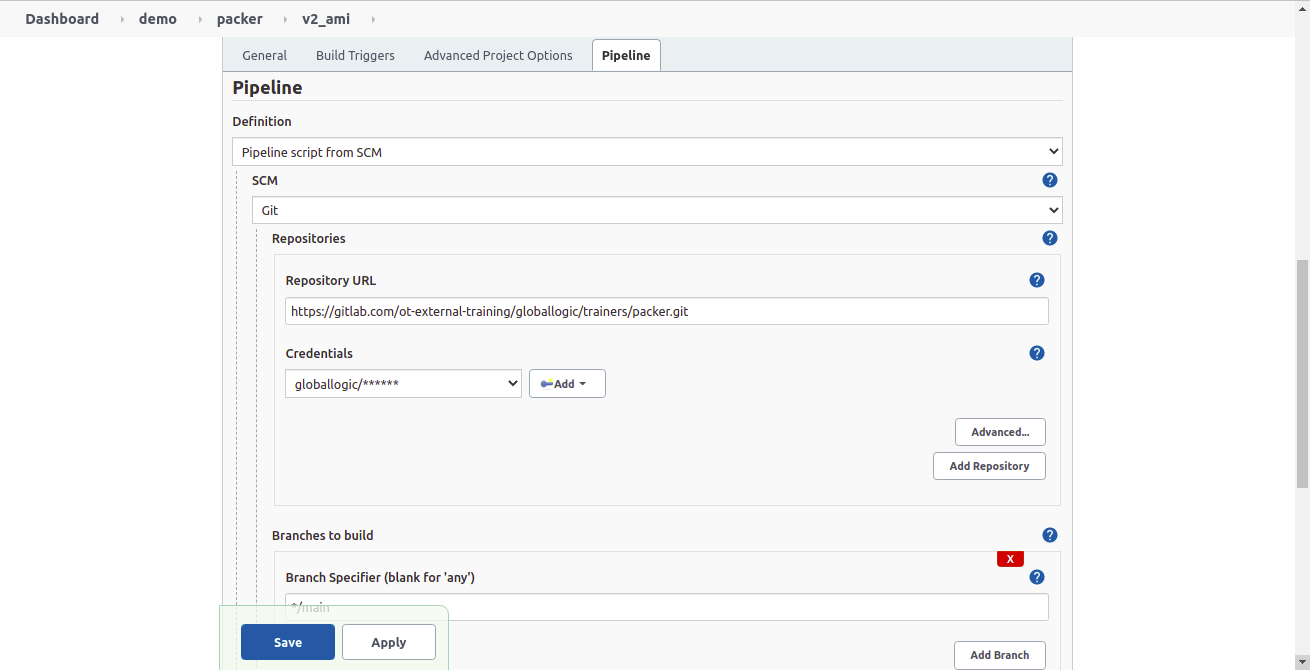 Dashboard demo packer v2_ami
General Build Triggers Advanced Project Options Pipeline
Pipeline
Definition
Pipeline script from SCM
SCM
?
Git
Repositories
?
Repository URL
?
https://gitlab.com/ot-external-training/globallogic/trainers/packer.git
Credentials
?
globallogic/******
Add
Advanced...
Add Repository
Branches to build
?
X
Branch Specifier (blank for 'any')
?
*/main
Save Apply
Add Branch